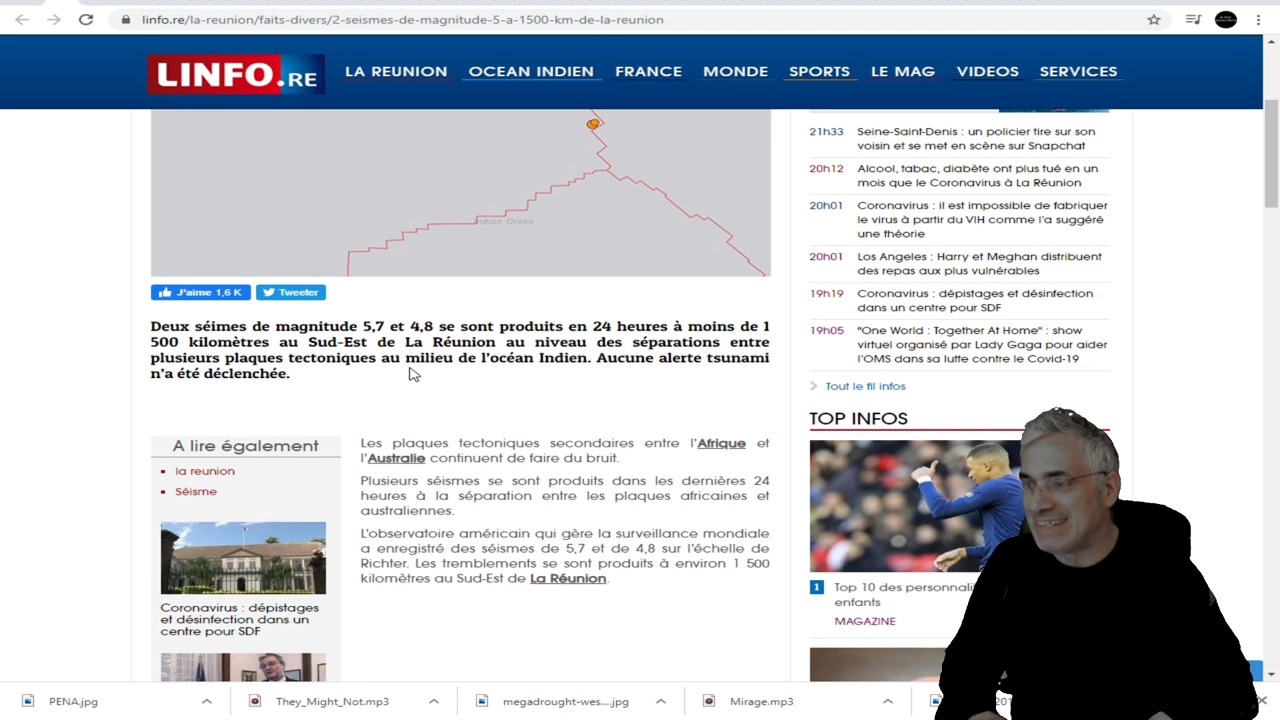 linfo.re/la-reunion/faits-divers/2-seismes-de-magnitude-5-a-1500-km-de-la-reunion
LINFO.RE
LA REUNION OCEAN INDIEN FRANCE MONDE SPORTS LE MAG VIDEOS SERVICES
Indian Ocean
J'aime 1,6 K Tweeter
Deux séimes de magnitude 5,7 et 4,8 se sont produits en 24 heures à moins de 1
500 kilomètres au Sud-Est de La Réunion au niveau des séparations entre
plusieurs plaques tectoniques au milieu de l'océan Indien. Aucune alerte tsunami
n'a été déclenchée.
A lire également
la reunion
Séisme
Coronavirus : dépistages
et désinfection dans un
centre pour SDF
Les plaques tectoniques secondaires entre l'Afrique et
l'Australie continuent de faire du bruit.
Plusieurs séismes se sont produits dans les dernières 24
heures à la séparation entre les plaques africaines et
australiennes.
L'observatoire américain qui gère la surveillance mondiale
a enregistré des séismes de 5,7 et de 4,8 sur l'échelle de
Richter. Les tremblements se sont produits à environ 1 500
kilomètres au Sud-Est de La Réunion.
21h33 Seine-Saint-Denis : un policier tire sur son
voisin et se met en scène sur Snapchat
20h12 Alcool, tabac, diabète ont plus tué en un
mois que le Coronavirus à La Réunion
20h01 Coronavirus : il est impossible de fabriquer
le virus à partir du VIH comme l'a suggéré
une théorie
20h01 Los Angeles : Harry et Meghan distribuent
des repas aux plus vulnérables
19h19 Coronavirus : dépistages et désinfection
dans un centre pour SDF
19h05 "One World : Together At Home" : show
virtuel organisé par Lady Gaga pour aider
l'OMS dans sa lutte contre le Covid-19
Tout le fil infos
TOP INFOS
1 Top 10 des personnali
enfants
MAGAZINE
PENA.jpg They_Might_Not.mp3 megadrought-wes....jpg Mirage.mp3